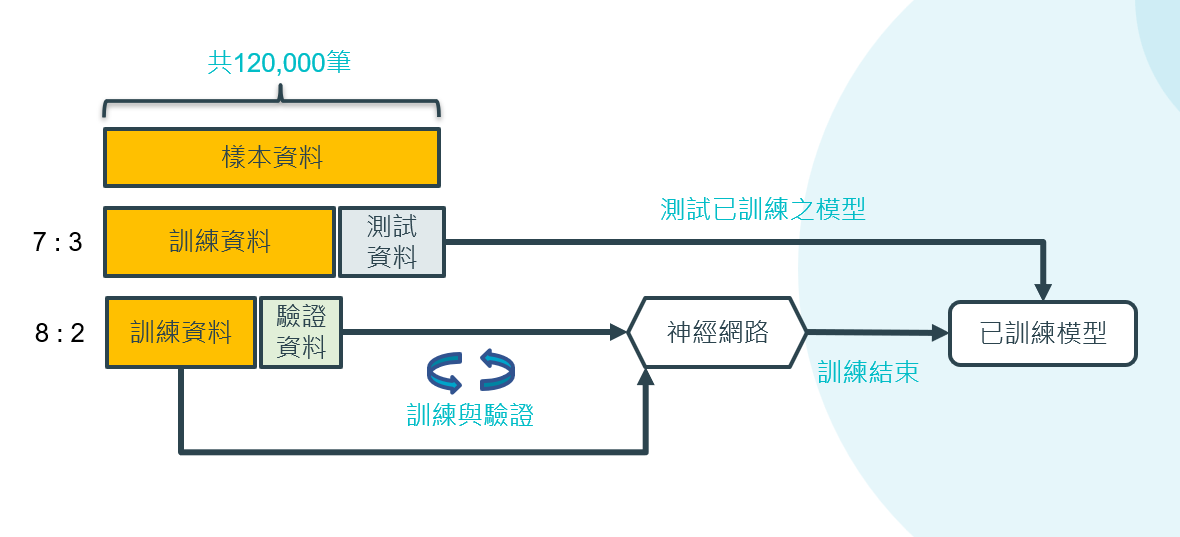 共120,000筆
樣本資料
7 : 3
訓練資料
測試
資料
測試已訓練之模型
8 : 2
訓練資料
驗證
資料
神經網路
已訓練模型
訓練結束
訓練與驗證